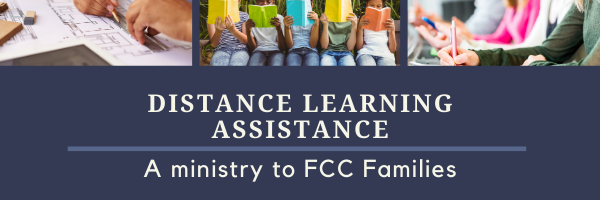 DISTANCE LEARNING
ASSISTANCE
A ministry to FCC Families